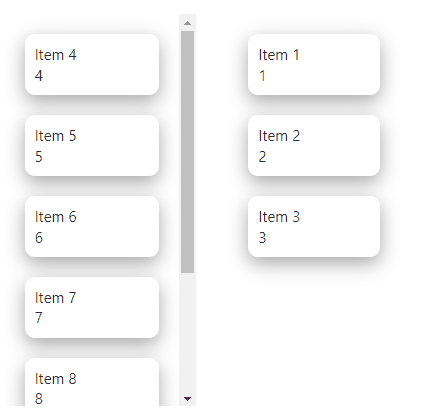 Item 4
4
Item 5
5
Item 6
6
Item 7
7
Item 8
8
Item 1
1
Item 2
2
Item 3
3